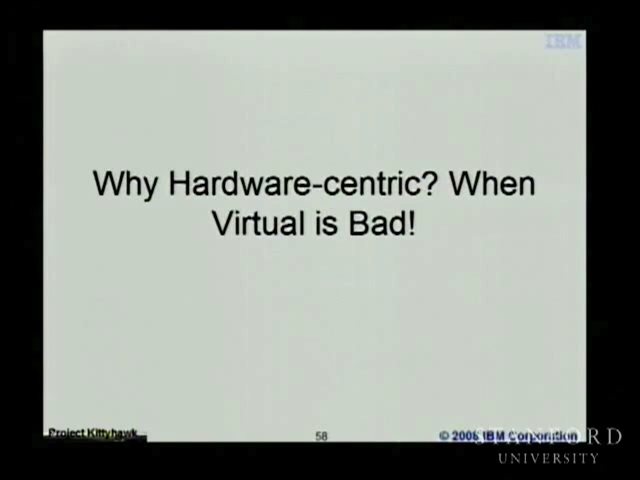 IBM
Why Hardware-centric? When
Virtual is Bad!
Project Kittyhawk
58
© 2008 IBM Corporation
STANFORD
UNIVERSITY